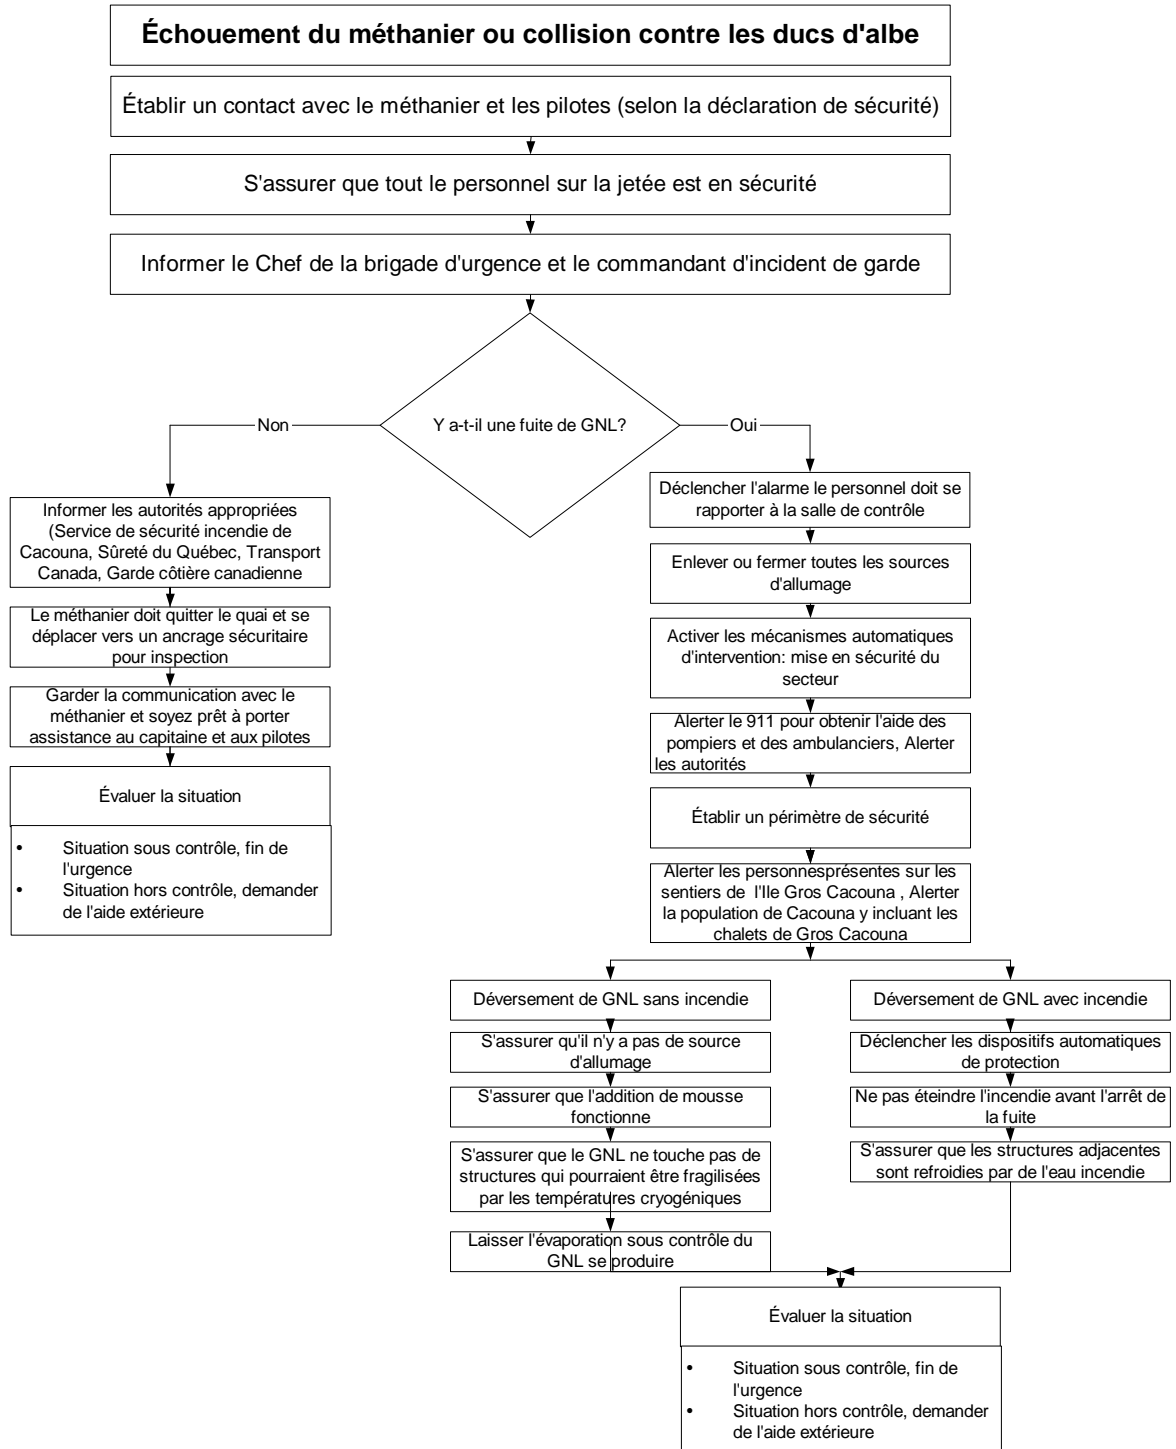 Échouement du méthanier ou collision contre les ducs d'albe
Établir un contact avec le méthanier et les pilotes (selon la déclaration de sécurité)
S'assurer que tout le personnel sur la jetée est en sécurité
Informer le Chef de la brigade d'urgence et le commandant d'incident de garde
Y a-t-il une fuite de GNL?
Non
Informer les autorités appropriées
(Service de sécurité incendie de
Cacouna, Sûreté du Québec, Transport
Canada, Garde côtière canadienne
Le méthanier doit quitter le quai et se
déplacer vers un ancrage sécuritaire
pour inspection
Garder la communication avec le
méthanier et soyez prêt à porter
assistance au capitaine et aux pilotes
Évaluer la situation
• Situation sous contrôle, fin de
l'urgence
• Situation hors contrôle, demander
de l'aide extérieure
Oui
Déclencher l'alarme le personnel doit se
rapporter à la salle de contrôle
Enlever ou fermer toutes les sources
d'allumage
Activer les mécanismes automatiques
d'intervention: mise en sécurité du
secteur
Alerter le 911 pour obtenir l'aide des
pompiers et des ambulanciers, Alerter
les autorités
Établir un périmètre de sécurité
Alerter les personnesprésentes sur les
sentiers de l'Ile Gros Cacouna , Alerter
la population de Cacouna y incluant les
chalets de Gros Cacouna
Déversement de GNL sans incendie
S'assurer qu'il n'y a pas de source
d'allumage
S'assurer que l'addition de mousse
fonctionne
S'assurer que le GNL ne touche pas de
structures qui pourraient être fragilisées
par les températures cryogéniques
Laisser l'évaporation sous contrôle du
GNL se produire
Déversement de GNL avec incendie
Déclencher les dispositifs automatiques
de protection
Ne pas éteindre l'incendie avant l'arrêt de
la fuite
S'assurer que les structures adjacentes
sont refroidies par de l'eau incendie
Évaluer la situation
• Situation sous contrôle, fin de
l'urgence
• Situation hors contrôle, demander
de l'aide extérieure